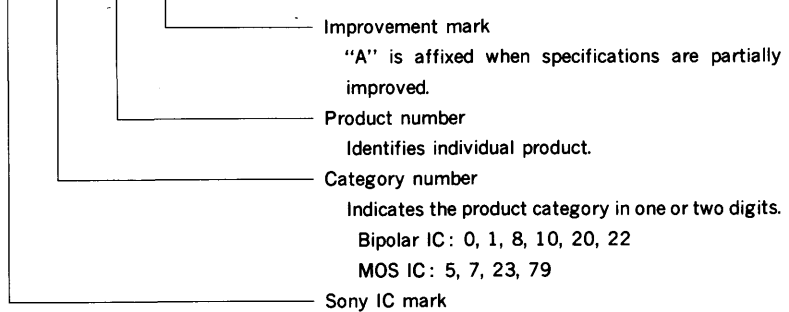 Improvement mark
"A" is affixed when specifications are partially
improved.
Product number
Identifies individual product.
Category number
Indicates the product category in one or two digits.
Bipolar IC: 0, 1, 8, 10, 20, 22
MOS IC: 5, 7, 23, 79
Sony IC mark